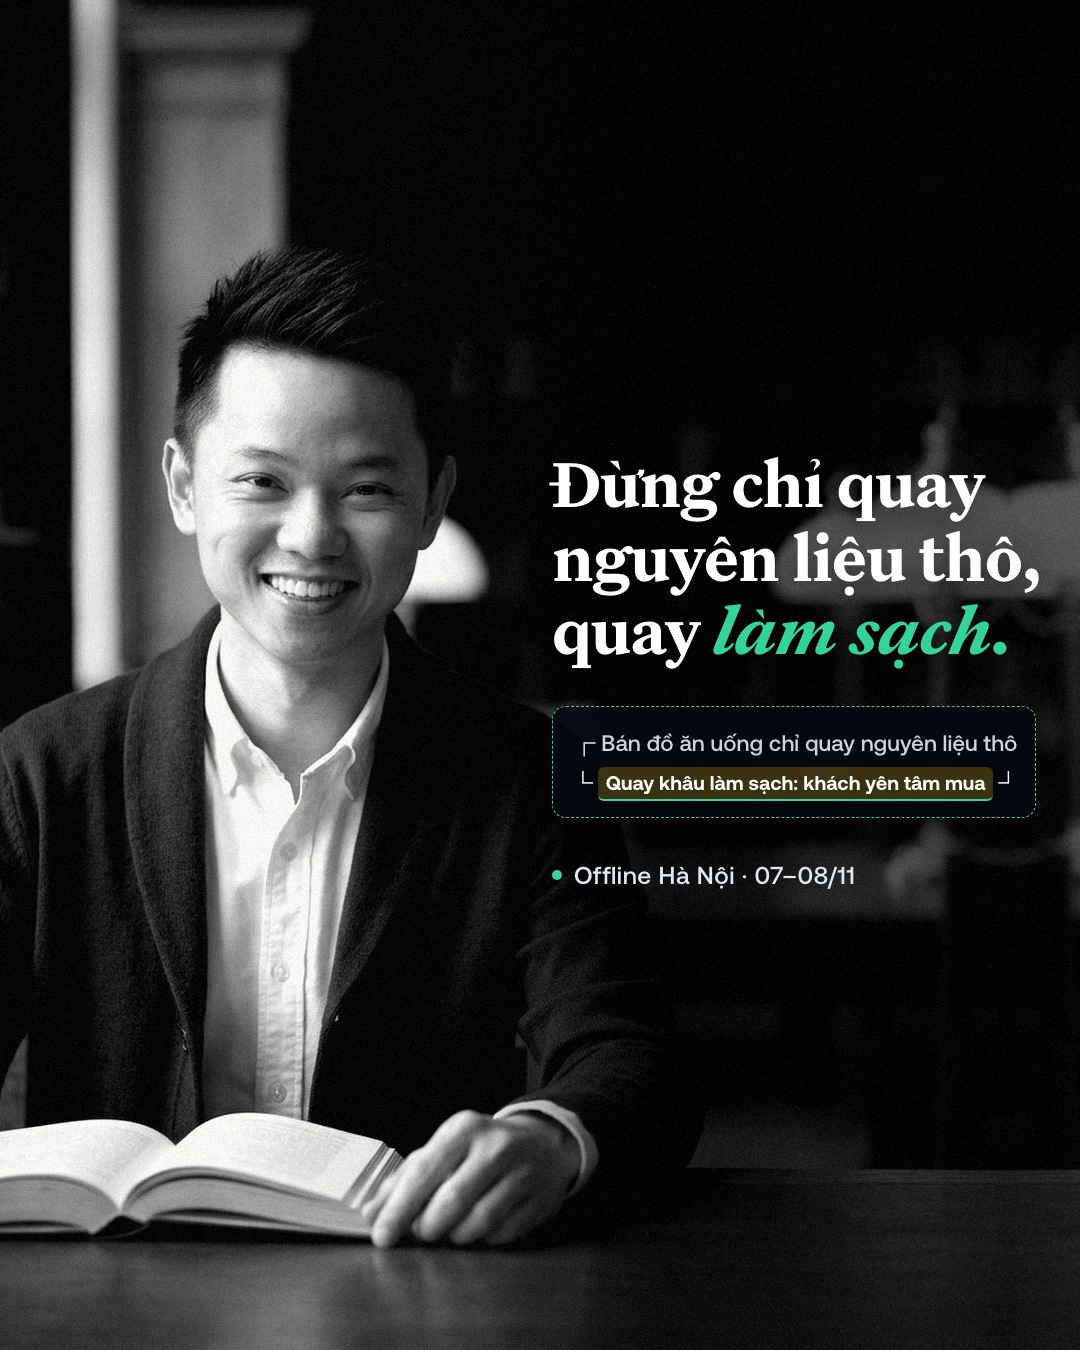 Đừng chỉ quay
nguyên liệu thô,
quay làm sạch.
Bán đồ ăn uống chỉ quay nguyên liệu thô
Quay khâu làm sạch: khách yên tâm mua
Offline Hà Nội · 07–08/11